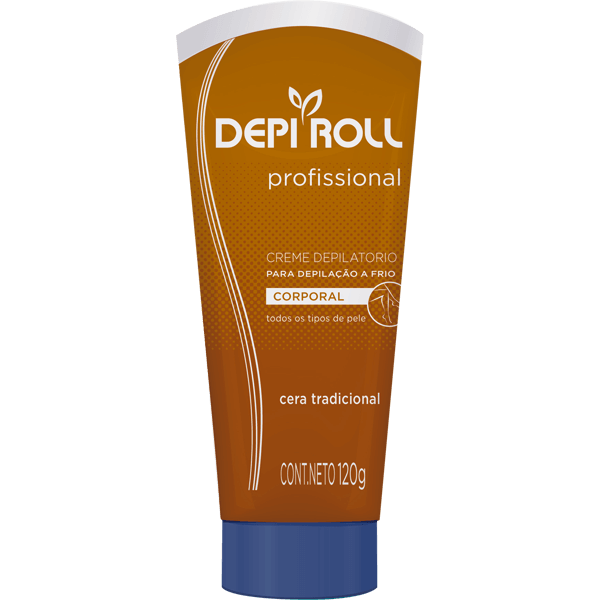 DEPI ROLL
profissional
CREME DEPILATORIO
PARA DEPILAÇÃO A FRIO
CORPORAL
todos os tipos de pele
cera tradicional
CONT.NETO 120g